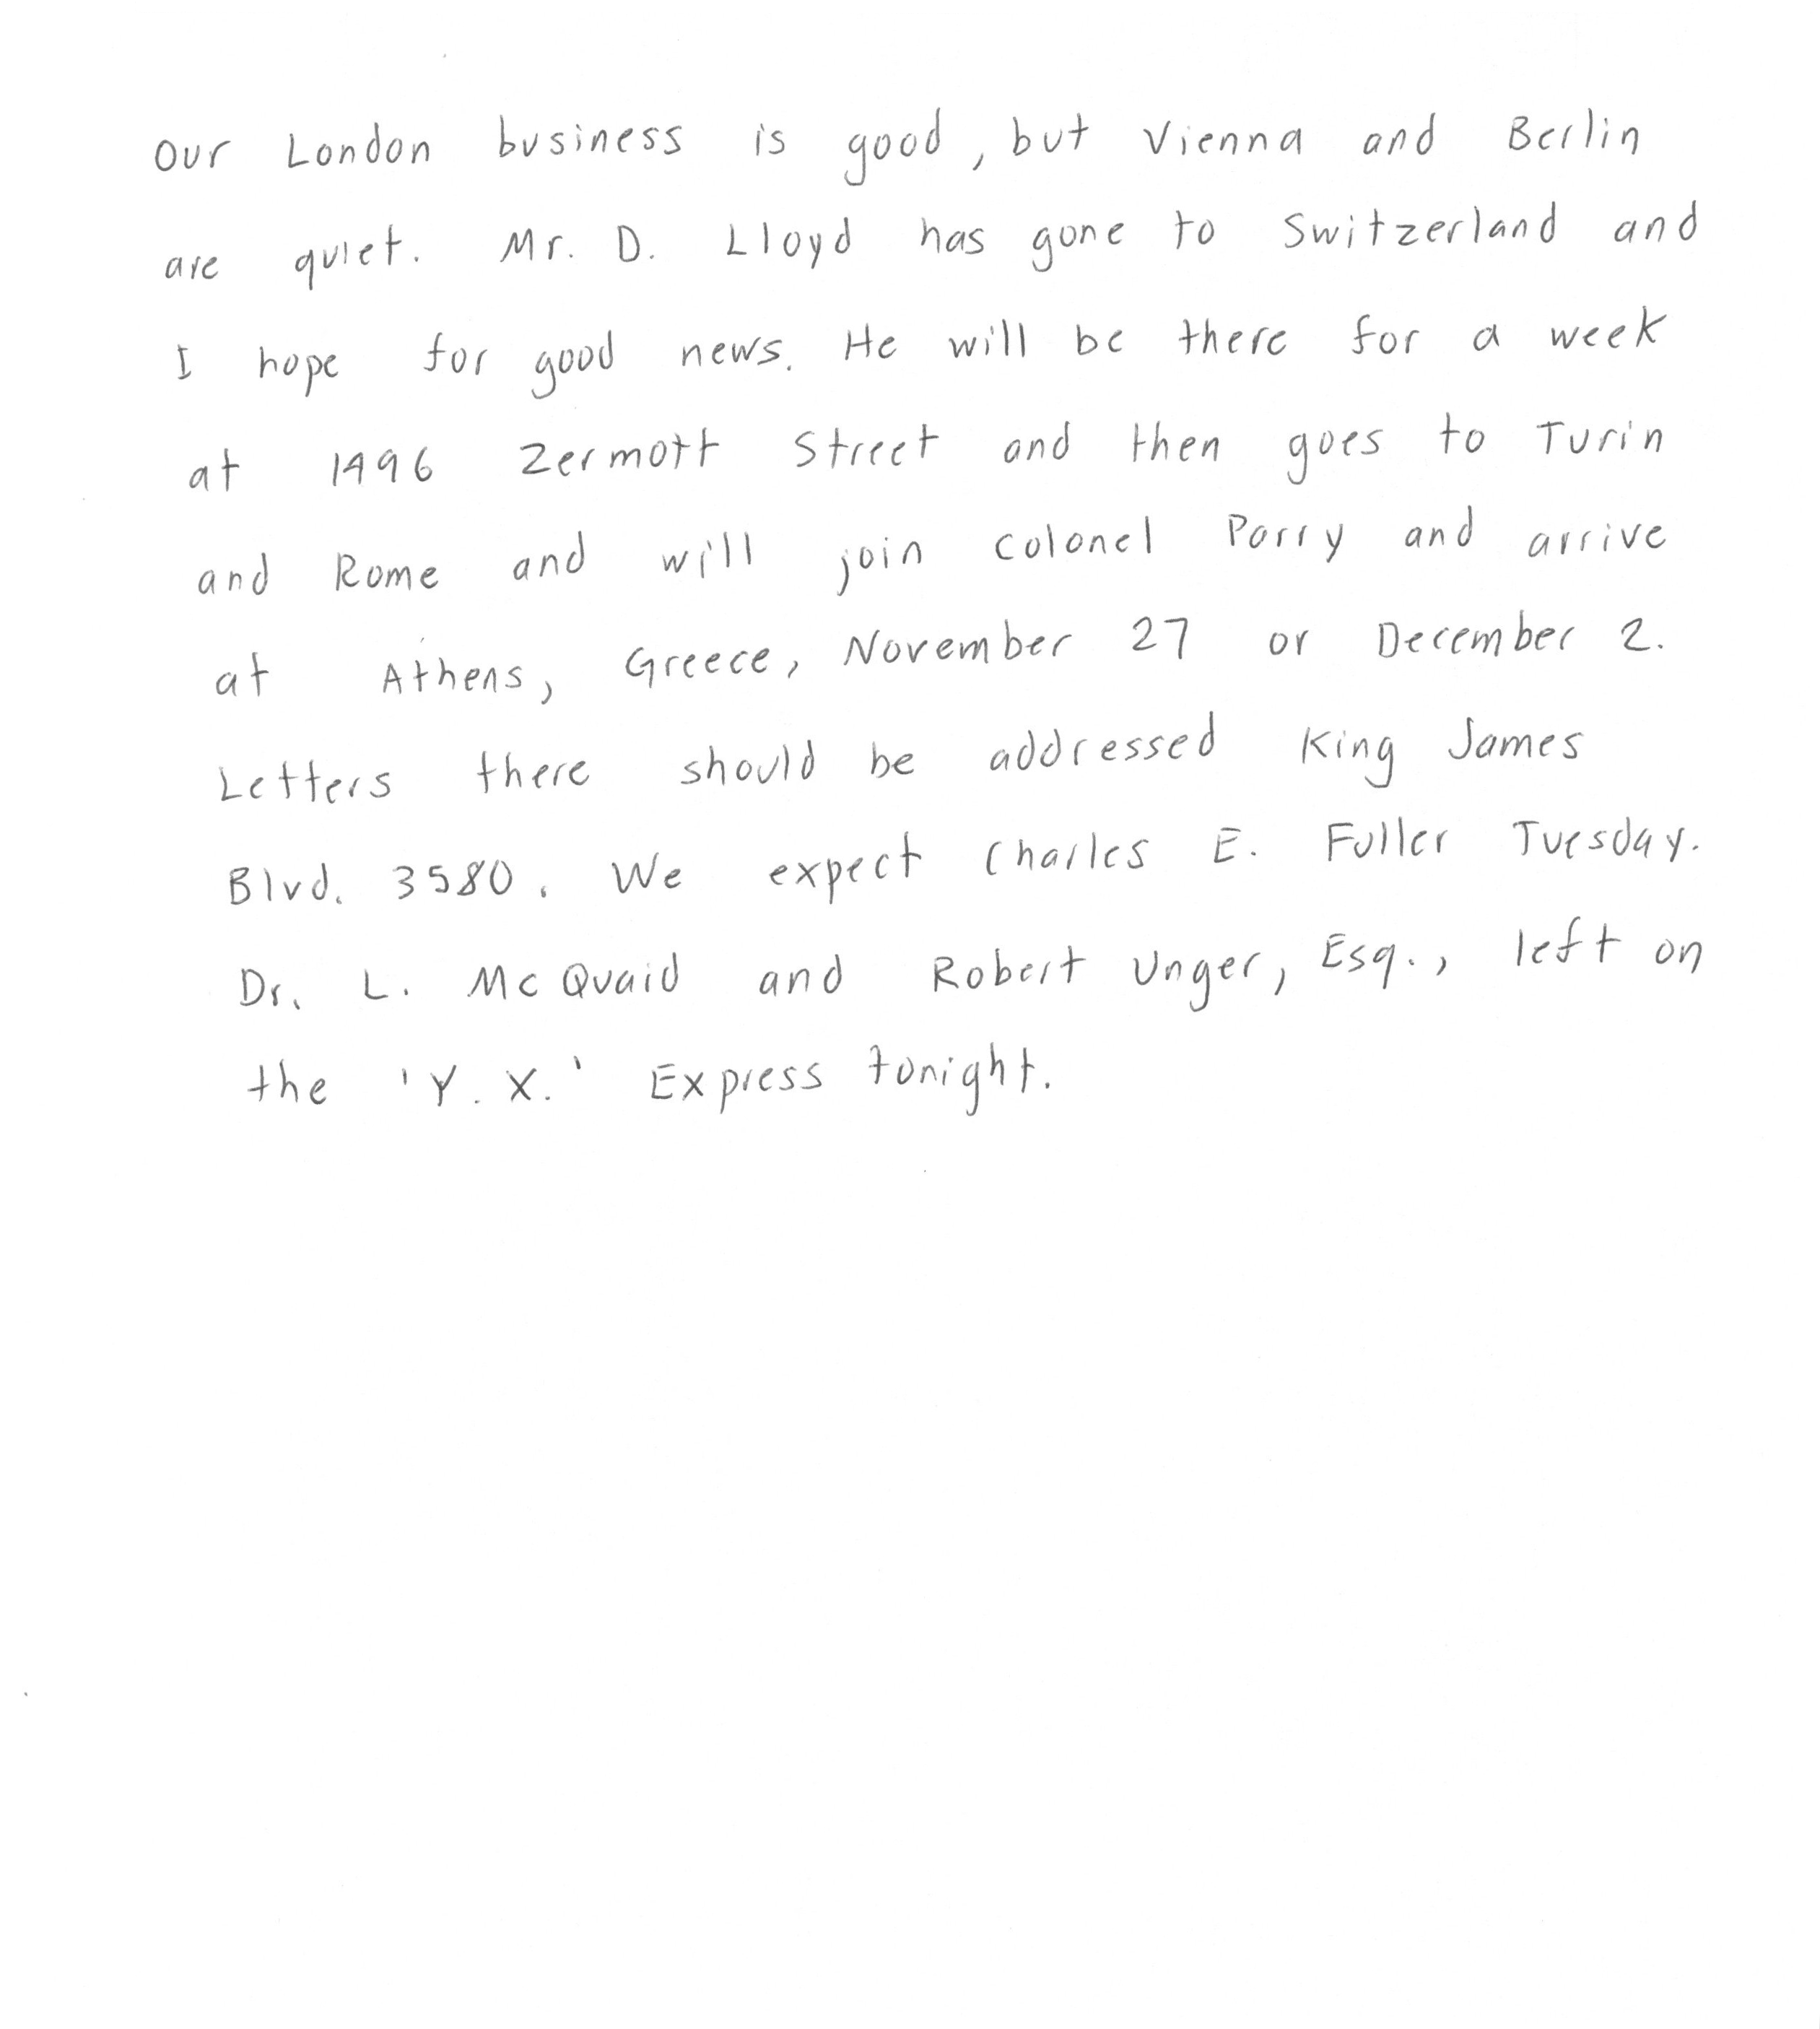 Our London business is good, but Vienna and Berlin
are quiet. Mr. D. Lloyd has gone to Switzerland and
I hope for good news. He will be there for a week
at 1496 Zermott Street and then goes to Turin
and Rome and will join Colonel Parry and arrive
at Athens, Greece, November 27 or December 2.
Letters there should be addressed King James
Blvd. 3580. We expect Charles E. Fuller Tuesday.
Dr. L. McQuaid and Robert Unger, Esq., left on
the 'Y. X.' Express tonight.